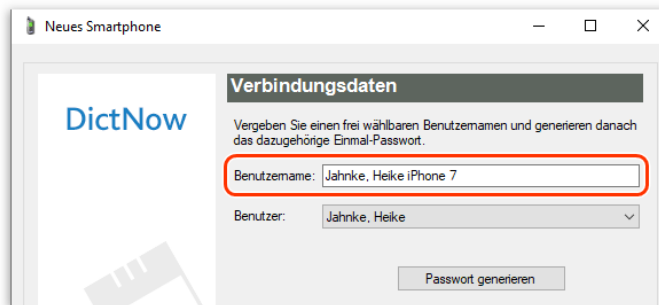 Neues Smartphone
DictNow
Verbindungsdaten
Vergeben Sie einen frei wählbaren Benutzernamen und generieren danach
das dazugehörige Einmal-Passwort.
Benutzername: Jahnke, Heike iPhone 7
Benutzer: Jahnke, Heike
Passwort generieren